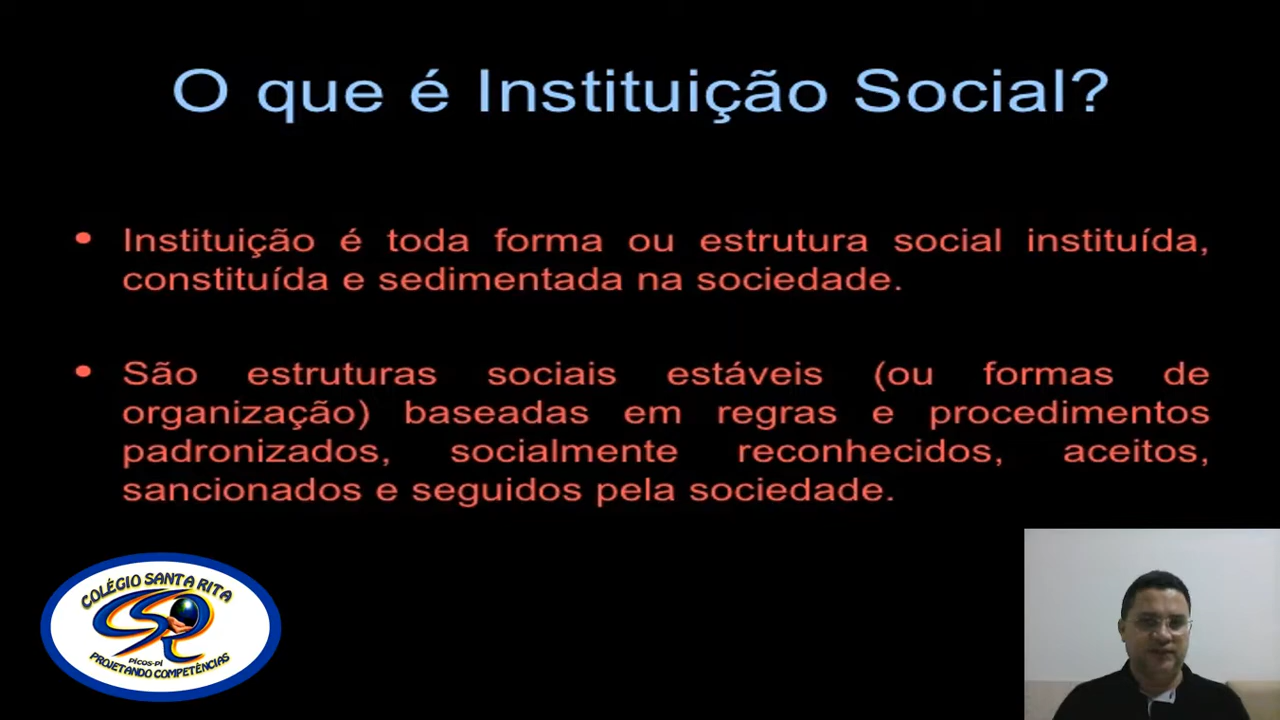 O que é Instituição Social?
• Instituição é toda forma ou estrutura social instituída,
constituída e sedimentada na sociedade.
• São estruturas sociais estáveis (ou formas de
organização) baseadas em regras e procedimentos
padronizados, socialmente reconhecidos, aceitos,
sancionados e seguidos pela sociedade.
COLÉGIO SANTA RITA
PICOS-PI
PROJETANDO COMPETÊNCIAS